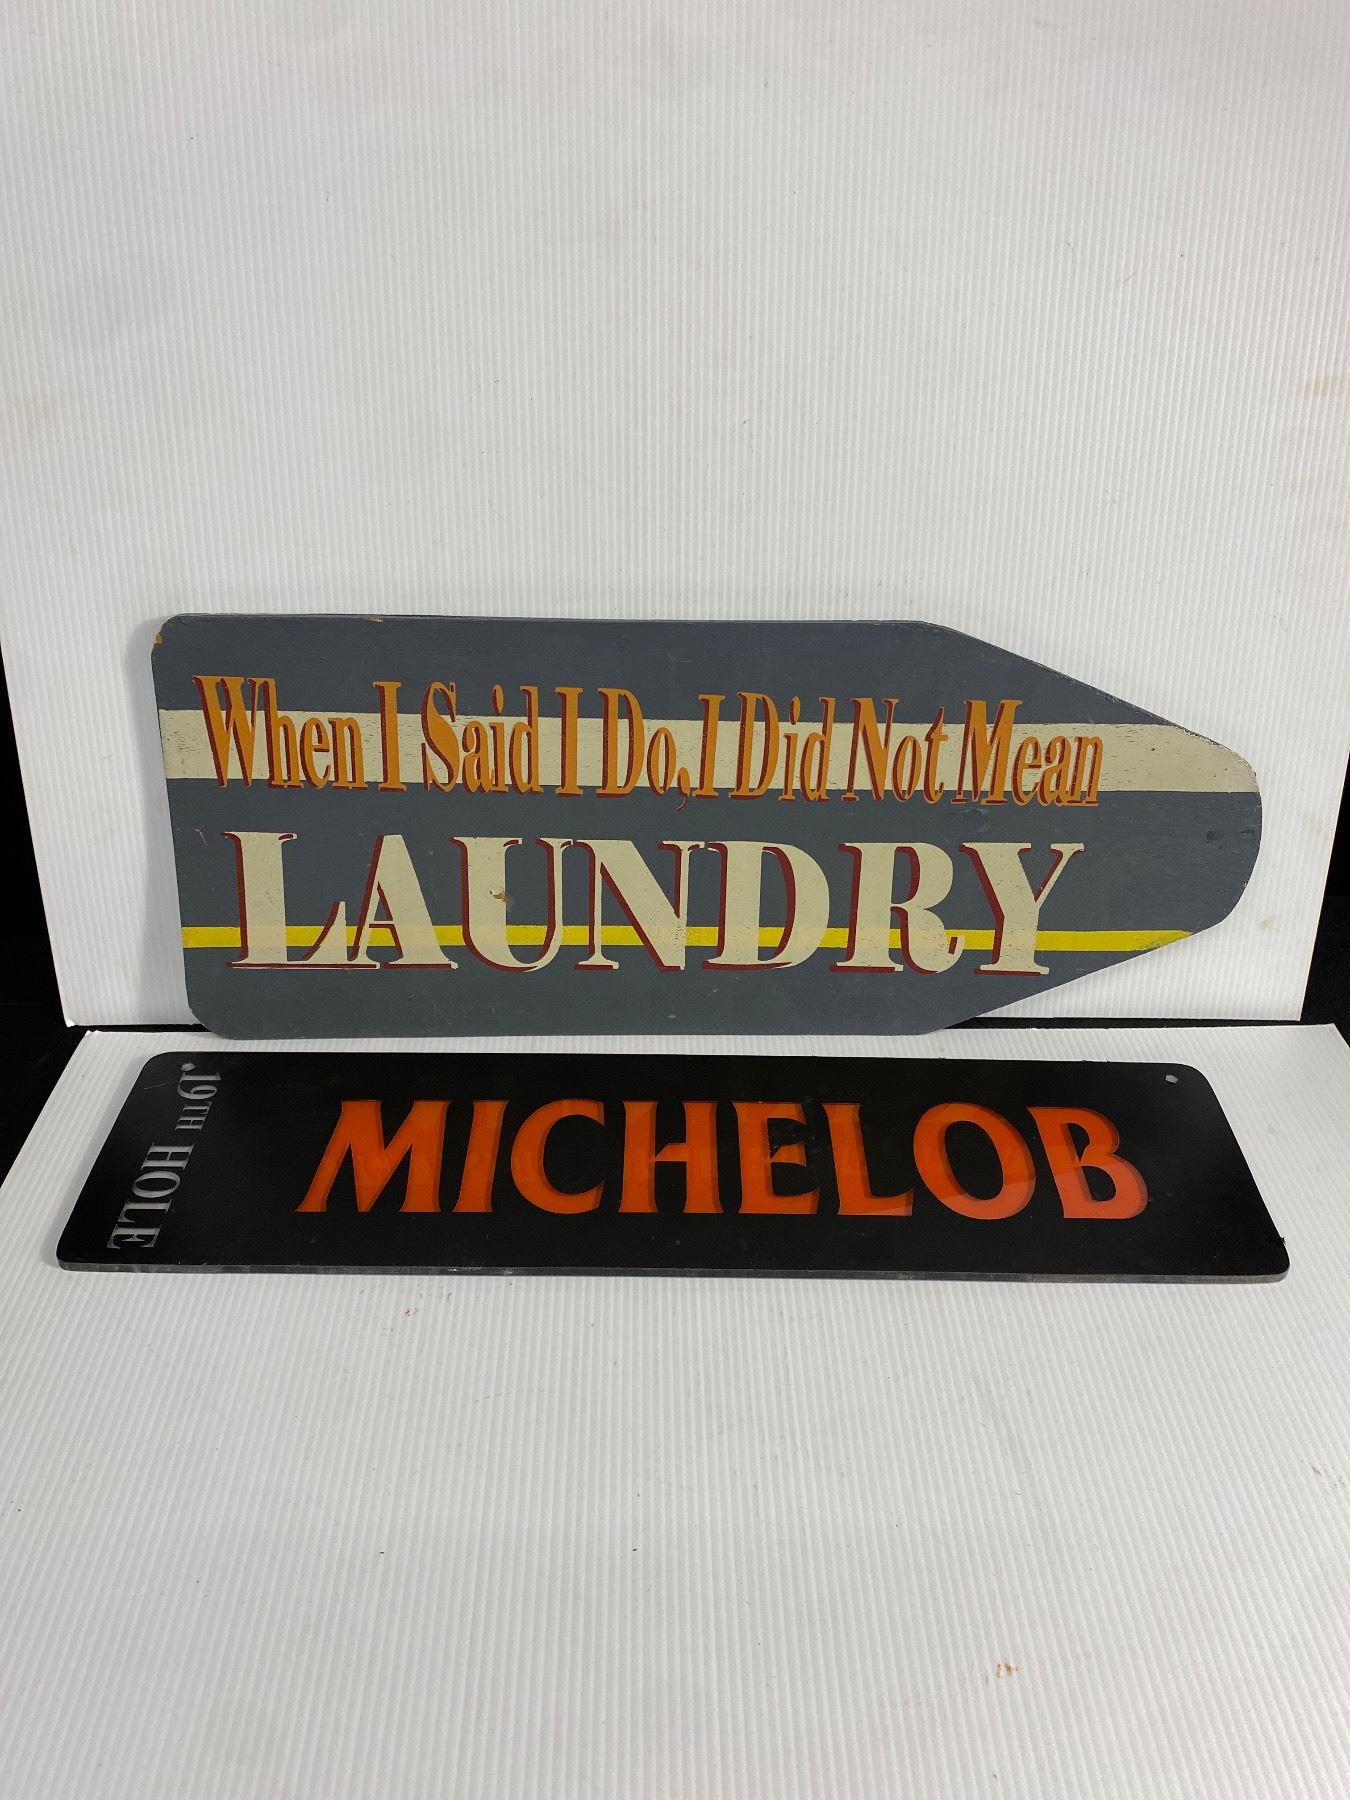 When I Said I Do, I Did Not Mean
LAUNDRY
19TH HOLE
MICHELOB